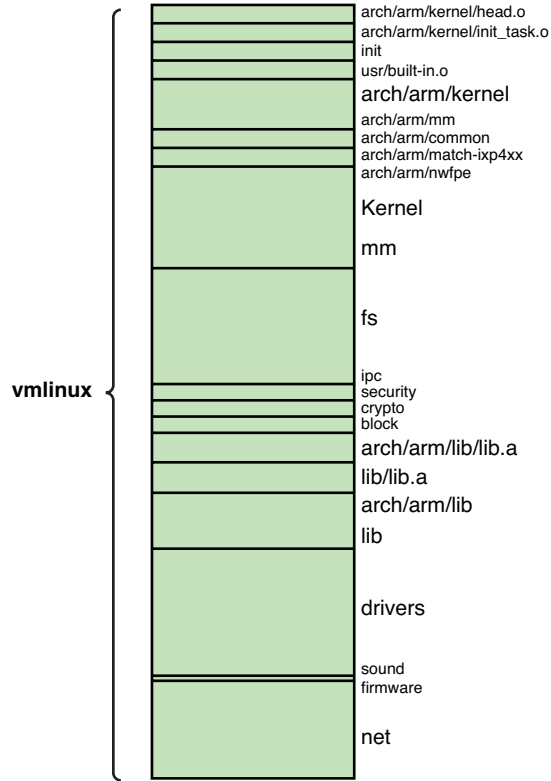 arch/arm/kernel/head.o
arch/arm/kernel/init_task.o
init
usr/built-in.o
arch/arm/kernel
arch/arm/mm
arch/arm/common
arch/arm/match-ixp4xx
arch/arm/nwfpe
Kernel
mm
fs
vmlinux
ipc
security
crypto
block
arch/arm/lib/lib.a
lib/lib.a
arch/arm/lib
lib
drivers
sound
firmware
net